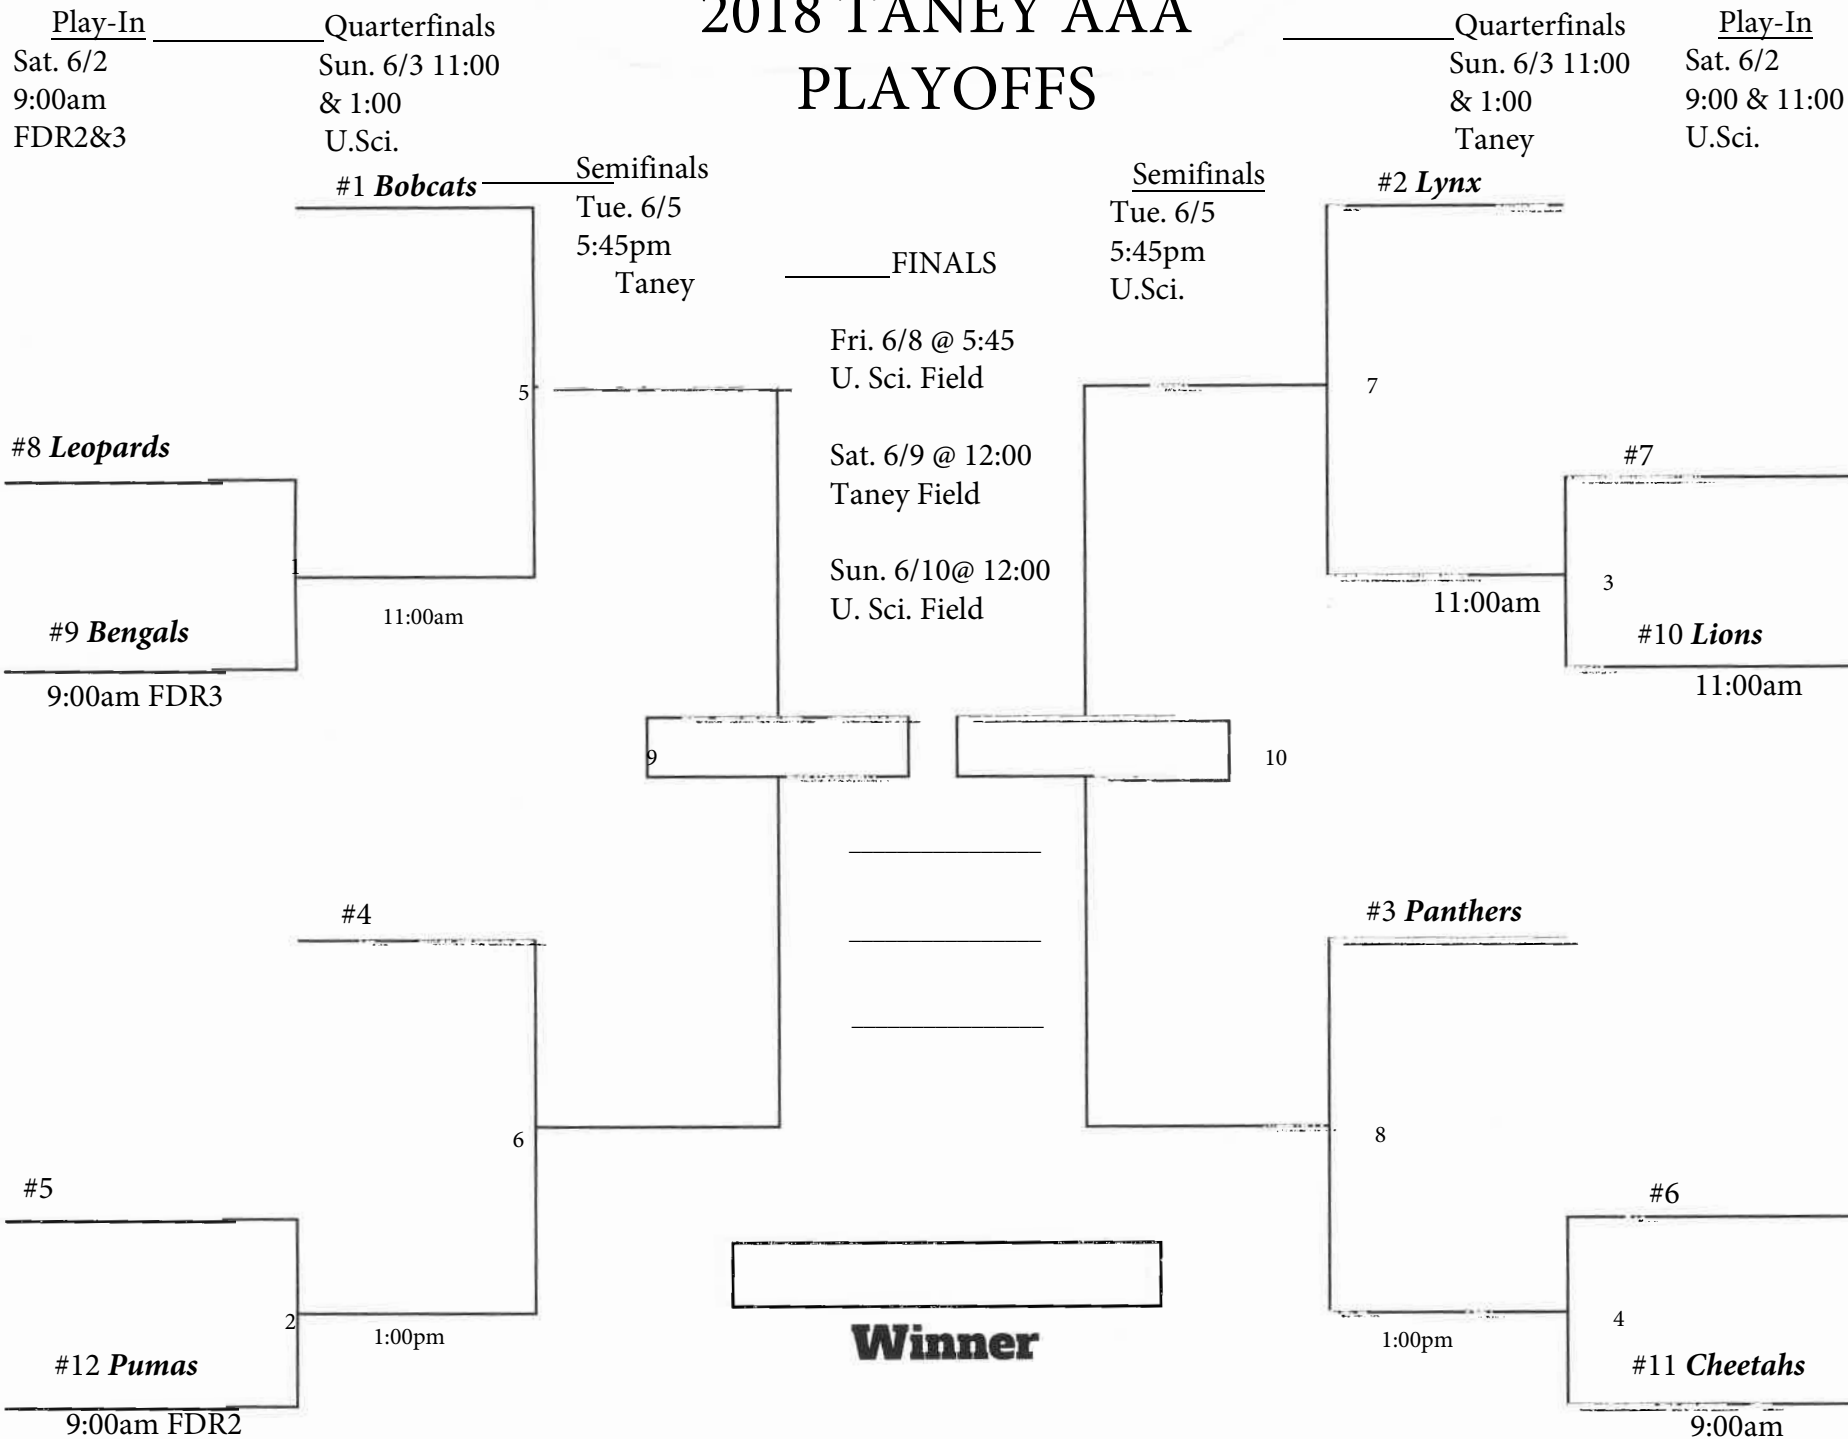 2018 TANEY AAA
PLAYOFFS
Play-In
Sat. 6/2
9:00am
FDR2&3
Quarterfinals
Sun. 6/3 11:00
& 1:00
U.Sci.
Semifinals
Tue. 6/5
5:45pm
Taney
FINALS
Fri. 6/8 @ 5:45
U. Sci. Field
Sat. 6/9 @ 12:00
Taney Field
Sun. 6/10@ 12:00
U. Sci. Field
Semifinals
Tue. 6/5
5:45pm
U.Sci.
Quarterfinals
Sun. 6/3 11:00
& 1:00
Taney
Play-In
Sat. 6/2
9:00 & 11:00
U.Sci.
#1 Bobcats
5
#8 Leopards
1
11:00am
#9 Bengals
9:00am FDR3
9
#4
6
#5
2
1:00pm
#12 Pumas
9:00am FDR2
#2 Lynx
7
#7
3
11:00am
#10 Lions
11:00am
10
#3 Panthers
8
#6
4
1:00pm
#11 Cheetahs
9:00am
Winner